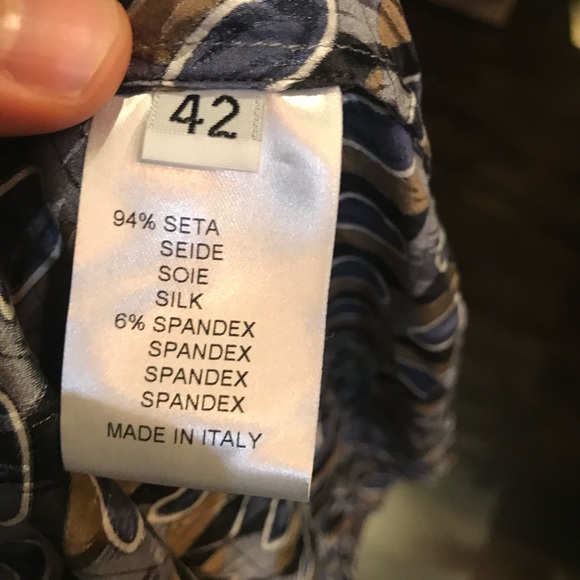 42
94% SETA
SEIDE
SOIE
SILK
6% SPANDEX
SPANDEX
SPANDEX
SPANDEX
MADE IN ITALY